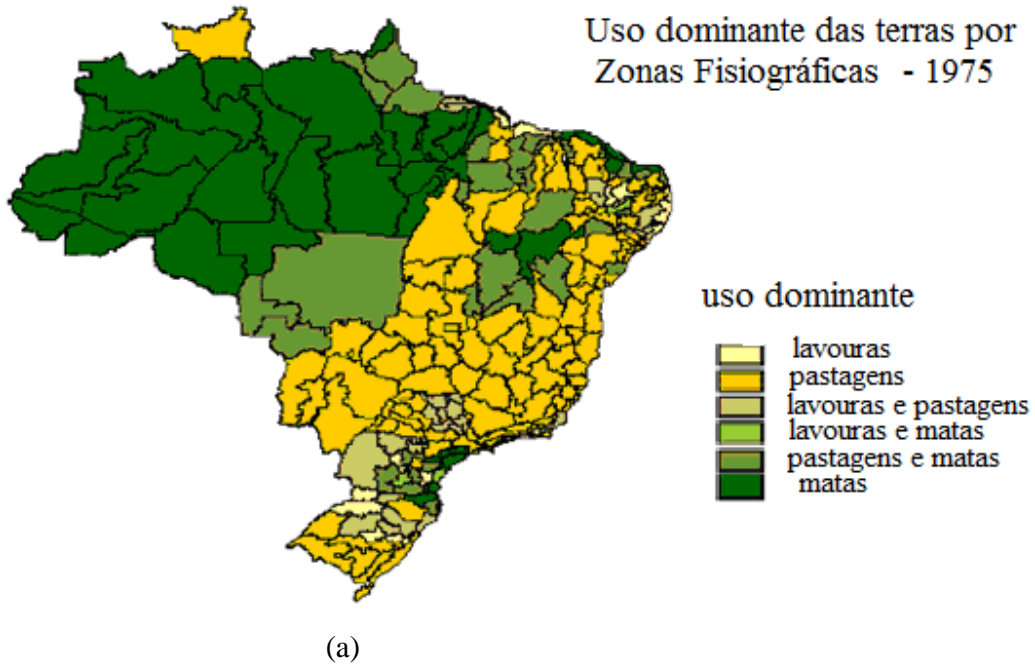 Uso dominante das terras por
Zonas Fisiográficas - 1975
uso dominante
lavouras
pastagens
lavouras e pastagens
lavouras e matas
pastagens e matas
matas
(a)